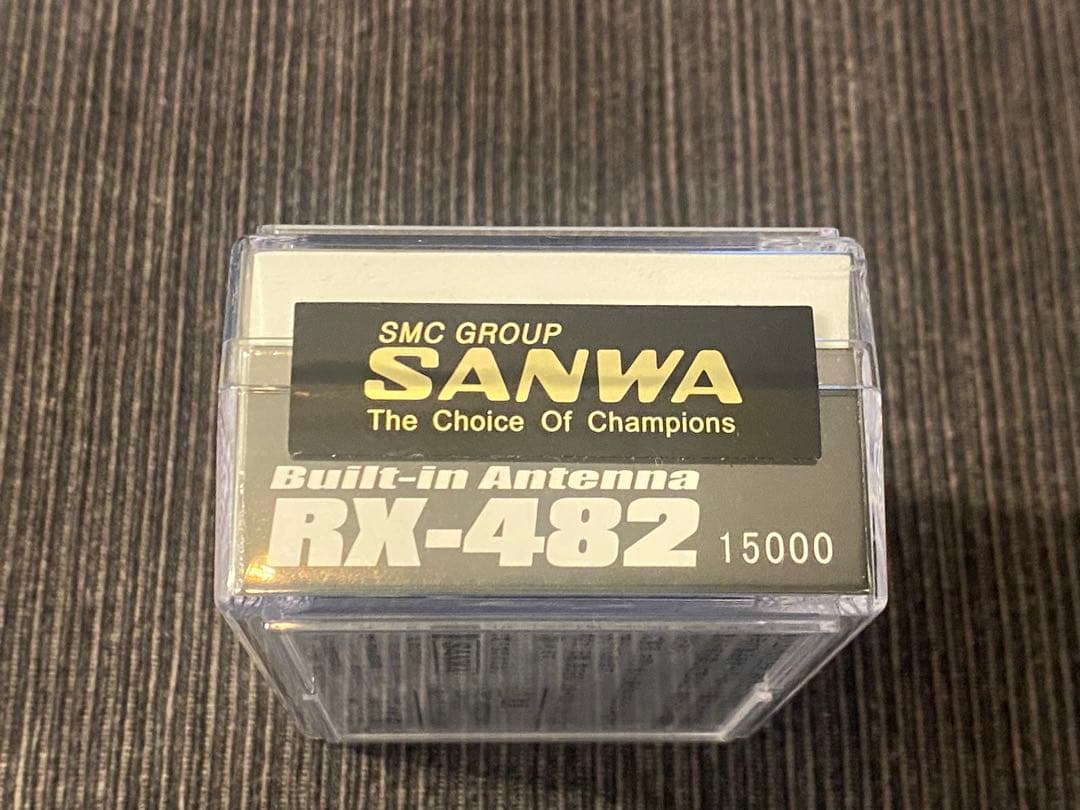 SMC GROUP
SANWA
The Choice Of Champions
Built-in Antenna
RX-482 15000